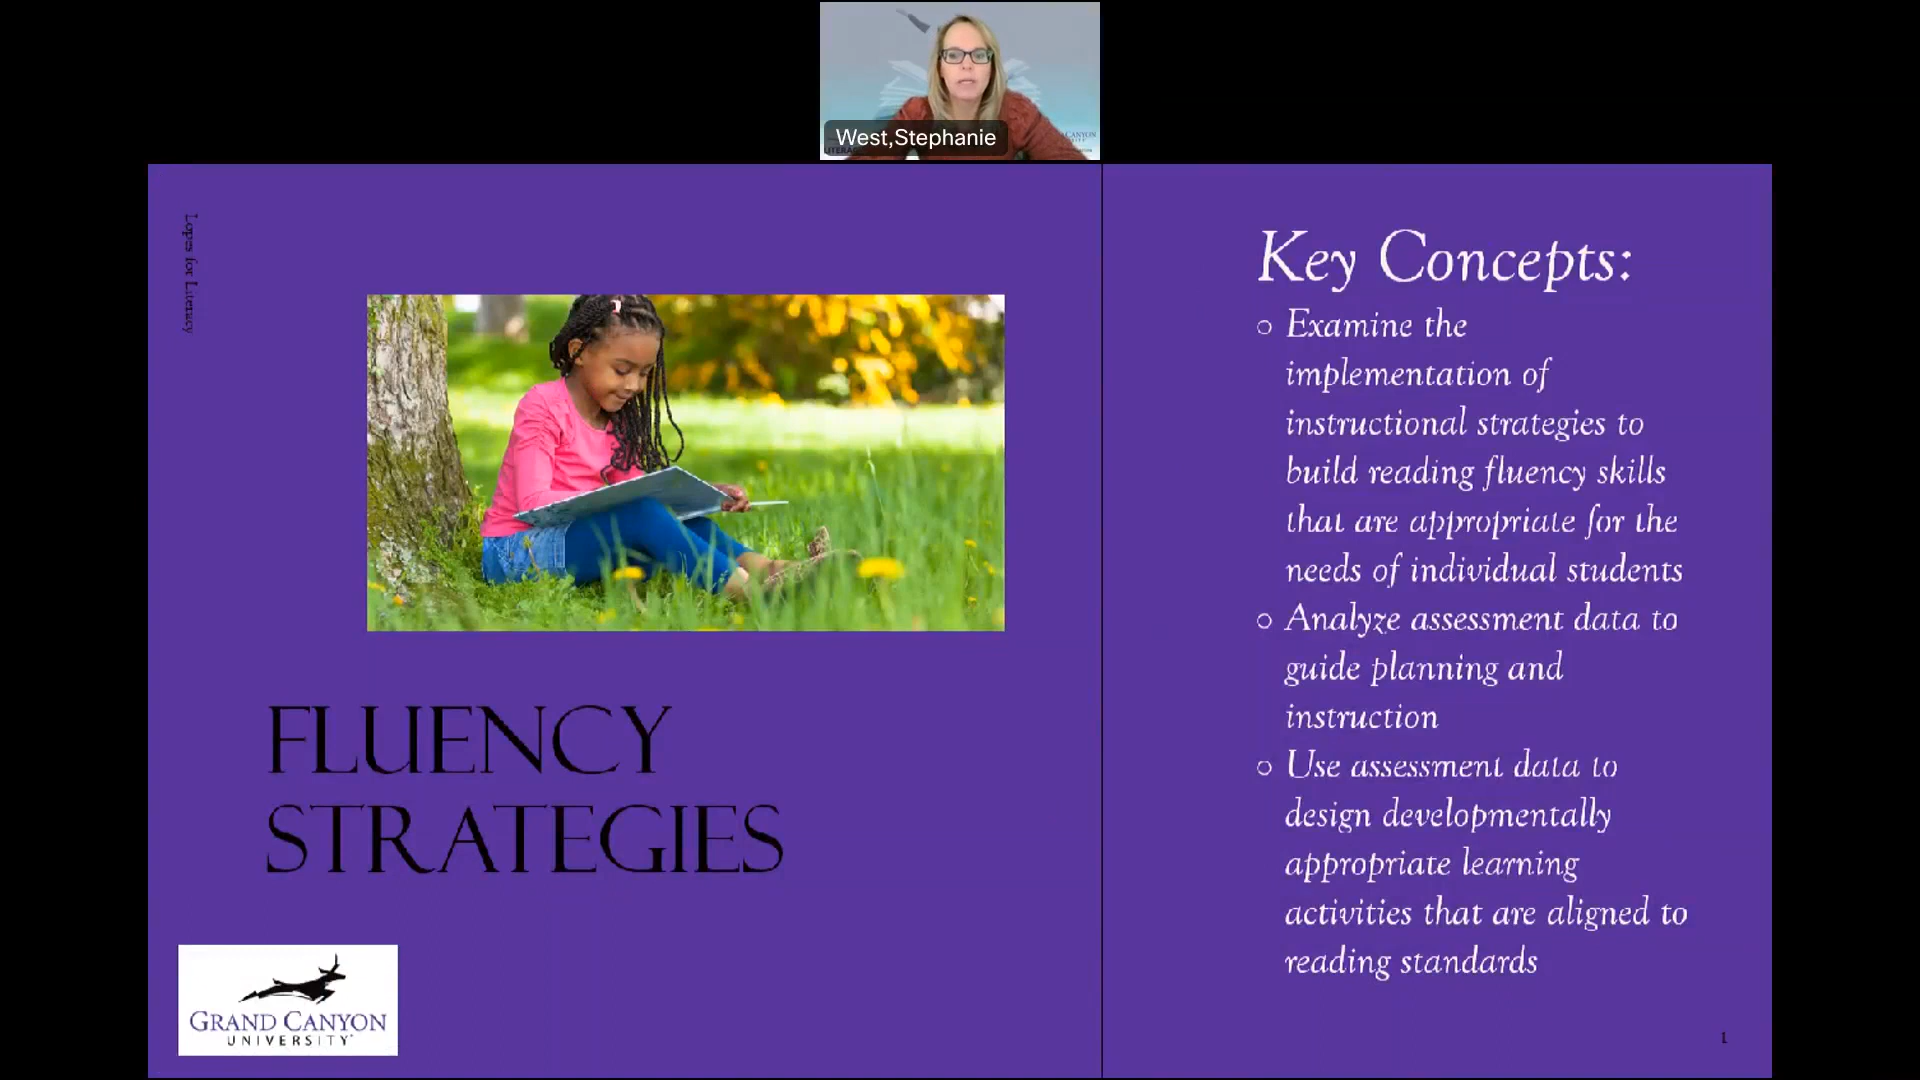 West,Stephanie
CANYON
Lopes for Literacy
FLUENCY
STRATEGIES
GRAND CANYON
UNIVERSITY
Key Concepts:
○ Examine the
implementation of
instructional strategies to
build reading fluency skills
that are appropriate for the
needs of individual students
○ Analyze assessment data to
guide planning and
instruction
○ Use assessment data to
design developmentally
appropriate learning
activities that are aligned to
reading standards
1